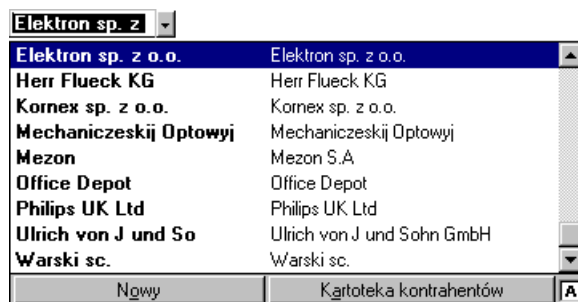 Elektron sp. z
Elektron sp. z o.o. Elektron sp. z o.o.
Herr Flueck KG Herr Flueck KG
Kornex sp. z o.o. Kornex sp. z o.o.
Mechaniczeskij Optowyj Mechaniczeskij Optowyj
Mezon Mezon S.A
Office Depot Office Depot
Philips UK Ltd Philips UK Ltd
Ulrich von J und So Ulrich von J und Sohn GmbH
Warski sc. Warski sc.
Nowy Kartoteka kontrahentów A